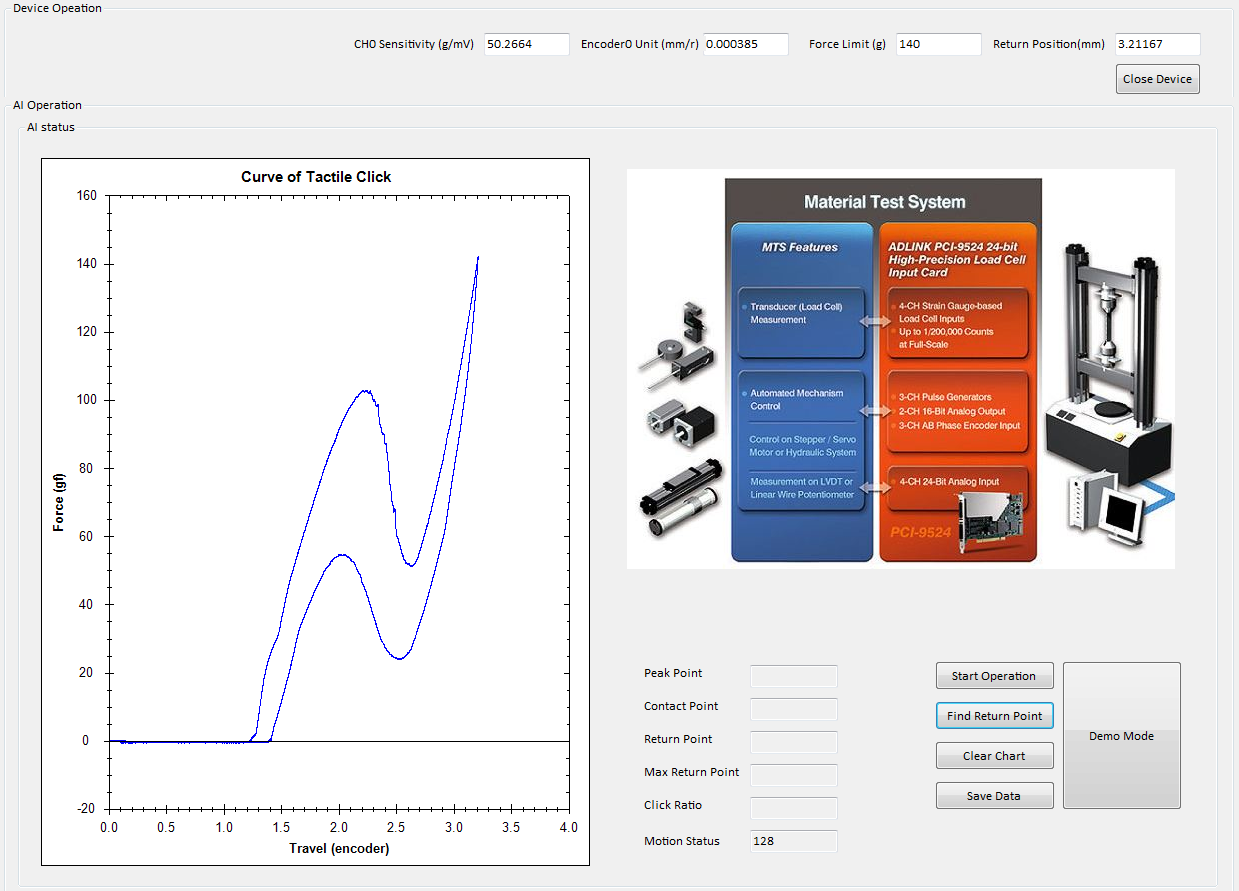 Device Opeation
CH0 Sensitivity (g/mV) 50.2664 Encoder0 Unit (mm/r) 0.000385 Force Limit (g) 140 Return Position(mm) 3.21167
Close Device
AI Operation
AI status
Curve of Tactile Click
160
140
120
100
80
60
40
20
0
-20
Force (gf)
0.0 0.5 1.0 1.5 2.0 2.5 3.0 3.5 4.0
Travel (encoder)
Material Test System
MTS Features
Transducer (Load Cell)
Measurement
Automated Mechanism
Control
Control on Stepper / Servo
Motor or Hydraulic System
Measurement on LVDT or
Linear Wire Potentiometer
ADLINK PCI-9524 24-bit
High-Precision Load Cell
Input Card
4-CH Strain Gauge-based
Load Cell Inputs
Up to 1/200,000 Counts
at Full-Scale
3-CH Pulse Generators
2-CH 16-Bit Analog Output
3-CH AB Phase Encoder Input
4-CH 24-Bit Analog Input
PCI-9524
Peak Point
Contact Point
Return Point
Max Return Point
Click Ratio
Motion Status 128
Start Operation
Find Return Point
Clear Chart
Save Data
Demo Mode